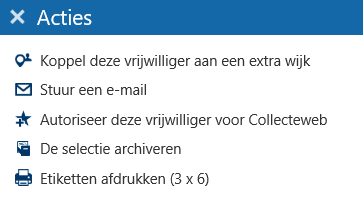 Acties
Koppel deze vrijwilliger aan een extra wijk
Stuur een e-mail
Autoriseer deze vrijwilliger voor Collecteweb
De selectie archiveren
Etiketten afdrukken (3 x 6)